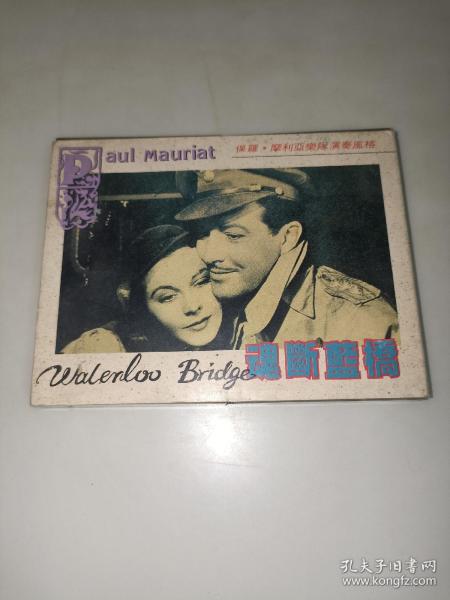 Paul Mauriat
保羅·摩利亞樂隊演奏風格
Waterloo Bridge
魂斷藍橋
孔夫子旧书网
www.kongfz.com